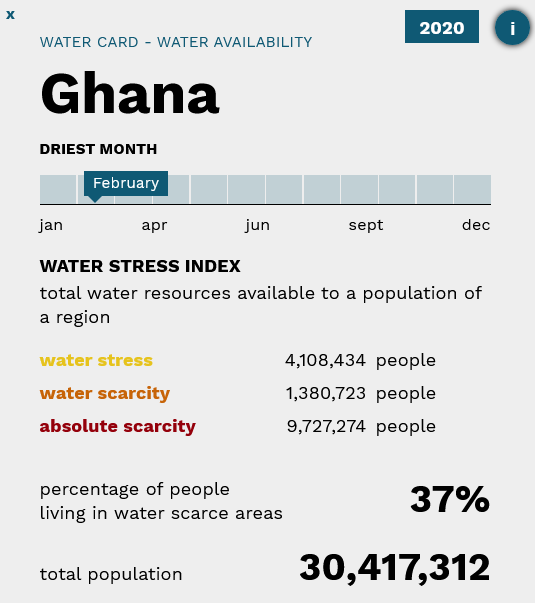 x
2020
i
WATER CARD - WATER AVAILABILITY
Ghana
DRIEST MONTH
February
jan apr jun sept dec
WATER STRESS INDEX
total water resources available to a population of
a region
water stress 4,108,434 people
water scarcity 1,380,723 people
absolute scarcity 9,727,274 people
percentage of people
living in water scarce areas 37%
total population 30,417,312